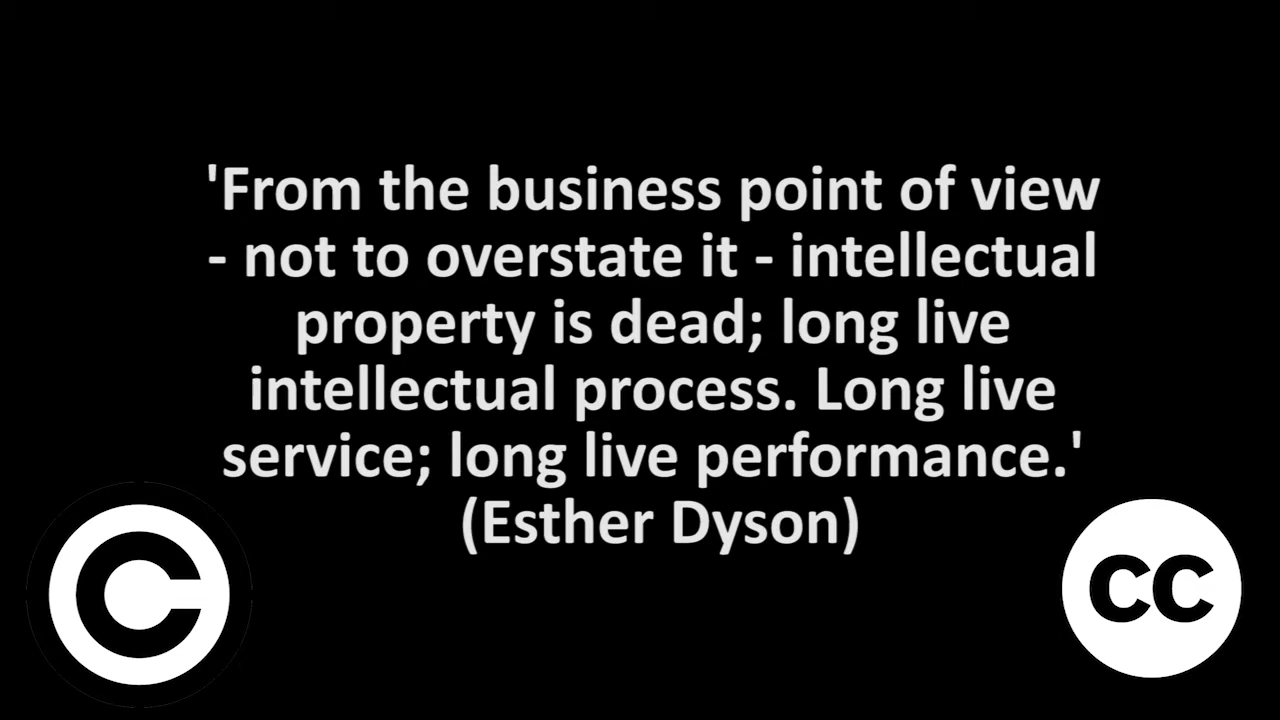 'From the business point of view
- not to overstate it - intellectual
property is dead; long live
intellectual process. Long live
service; long live performance.'
(Esther Dyson)
C
CC